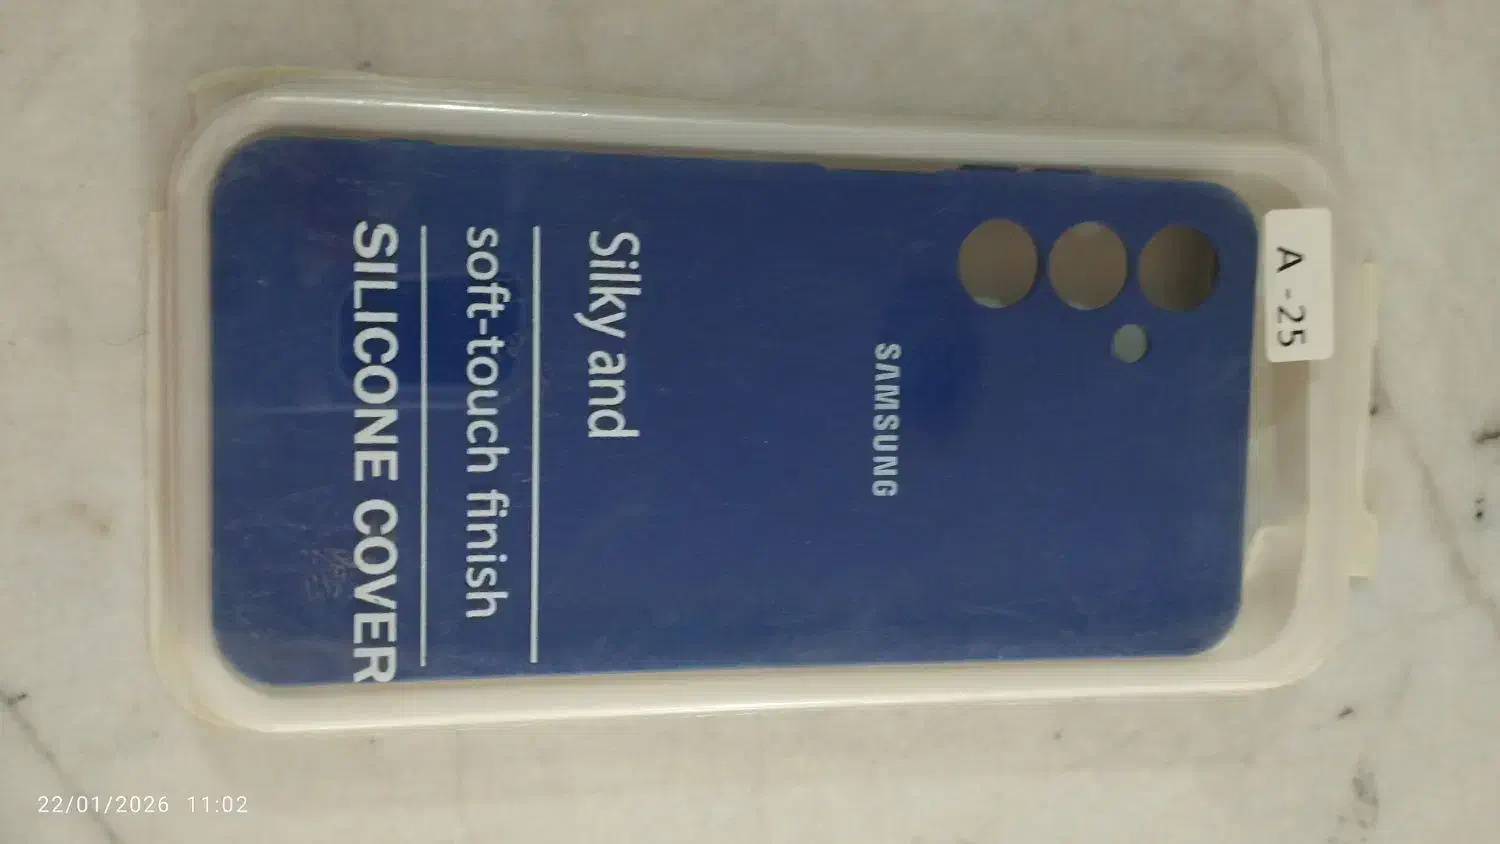 A -25
SAMSUNG
Silky and
soft-touch finish
SILICONE COVER
22/01/2026 11:02